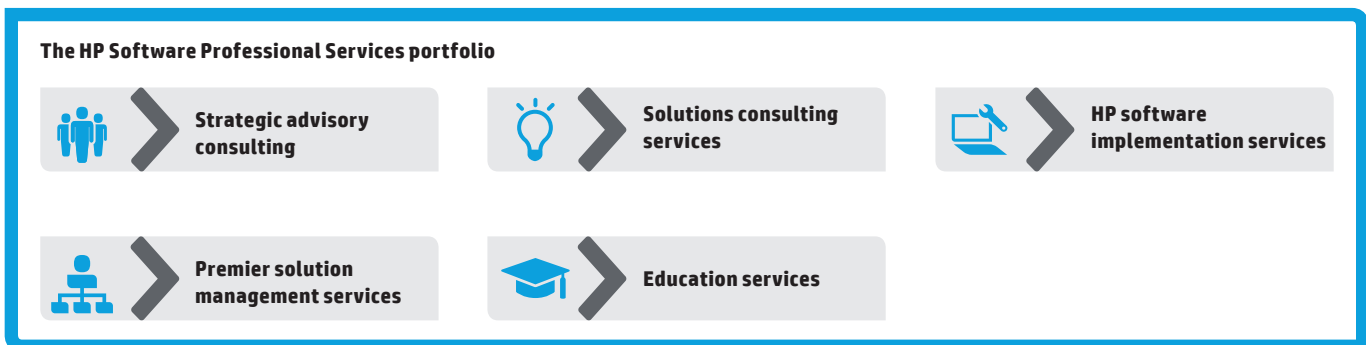 The HP Software Professional Services portfolio
Strategic advisory
consulting
Solutions consulting
services
HP software
implementation services
Premier solution
management services
Education services